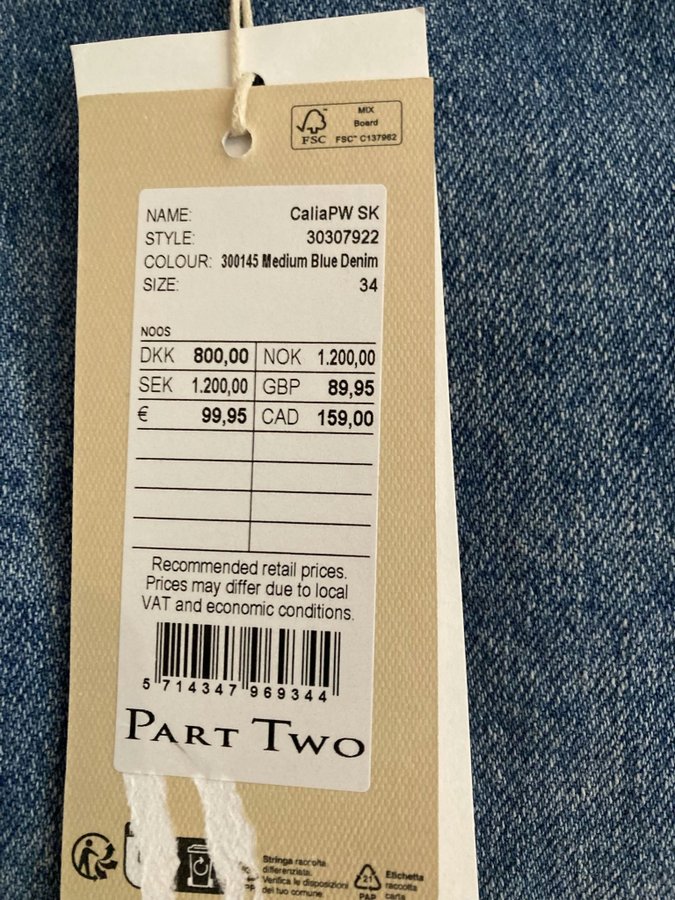 MIX
Board
FSC™ C137962
FSC
NAME: CaliaPW SK
STYLE: 30307922
COLOUR: 300145 Medium Blue Denim
SIZE: 34
NOOS
DKK 800,00 NOK 1.200,00
SEK 1.200,00 GBP 89,95
€ 99,95 CAD 159,00
Recommended retail prices.
Prices may differ due to local
VAT and economic conditions.
5 714347 969344
PART TWO
Stringa raccolta
differenziata.
Verifica le disposizioni
del tuo comune.
21
PAP
Etichetta
raccolta
carta